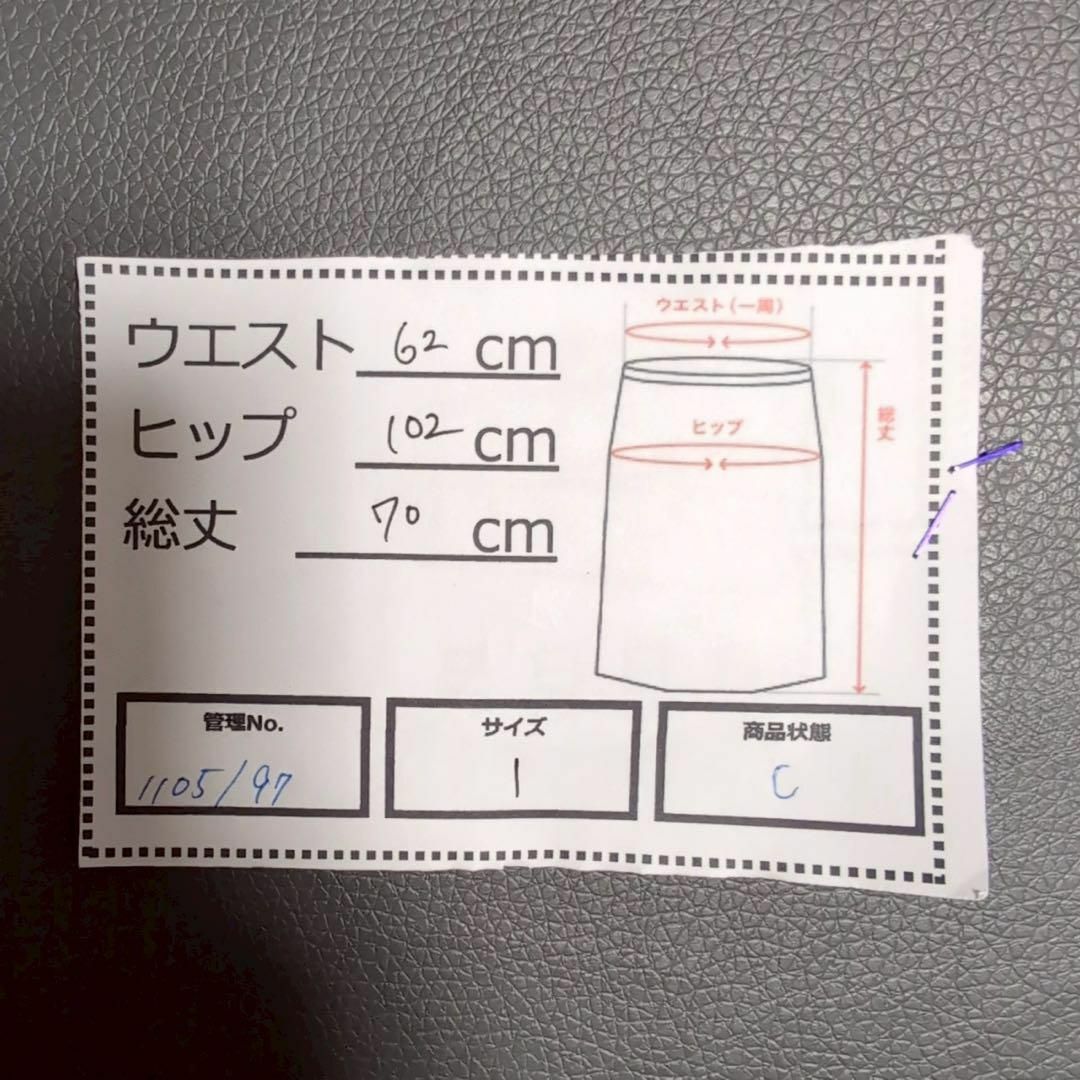 ウエスト 62 cm
ヒップ 102 cm
総丈 70 cm
ウエスト(一周)
ヒップ
総丈
管理No.
1105/97
サイズ
1
商品状態
C